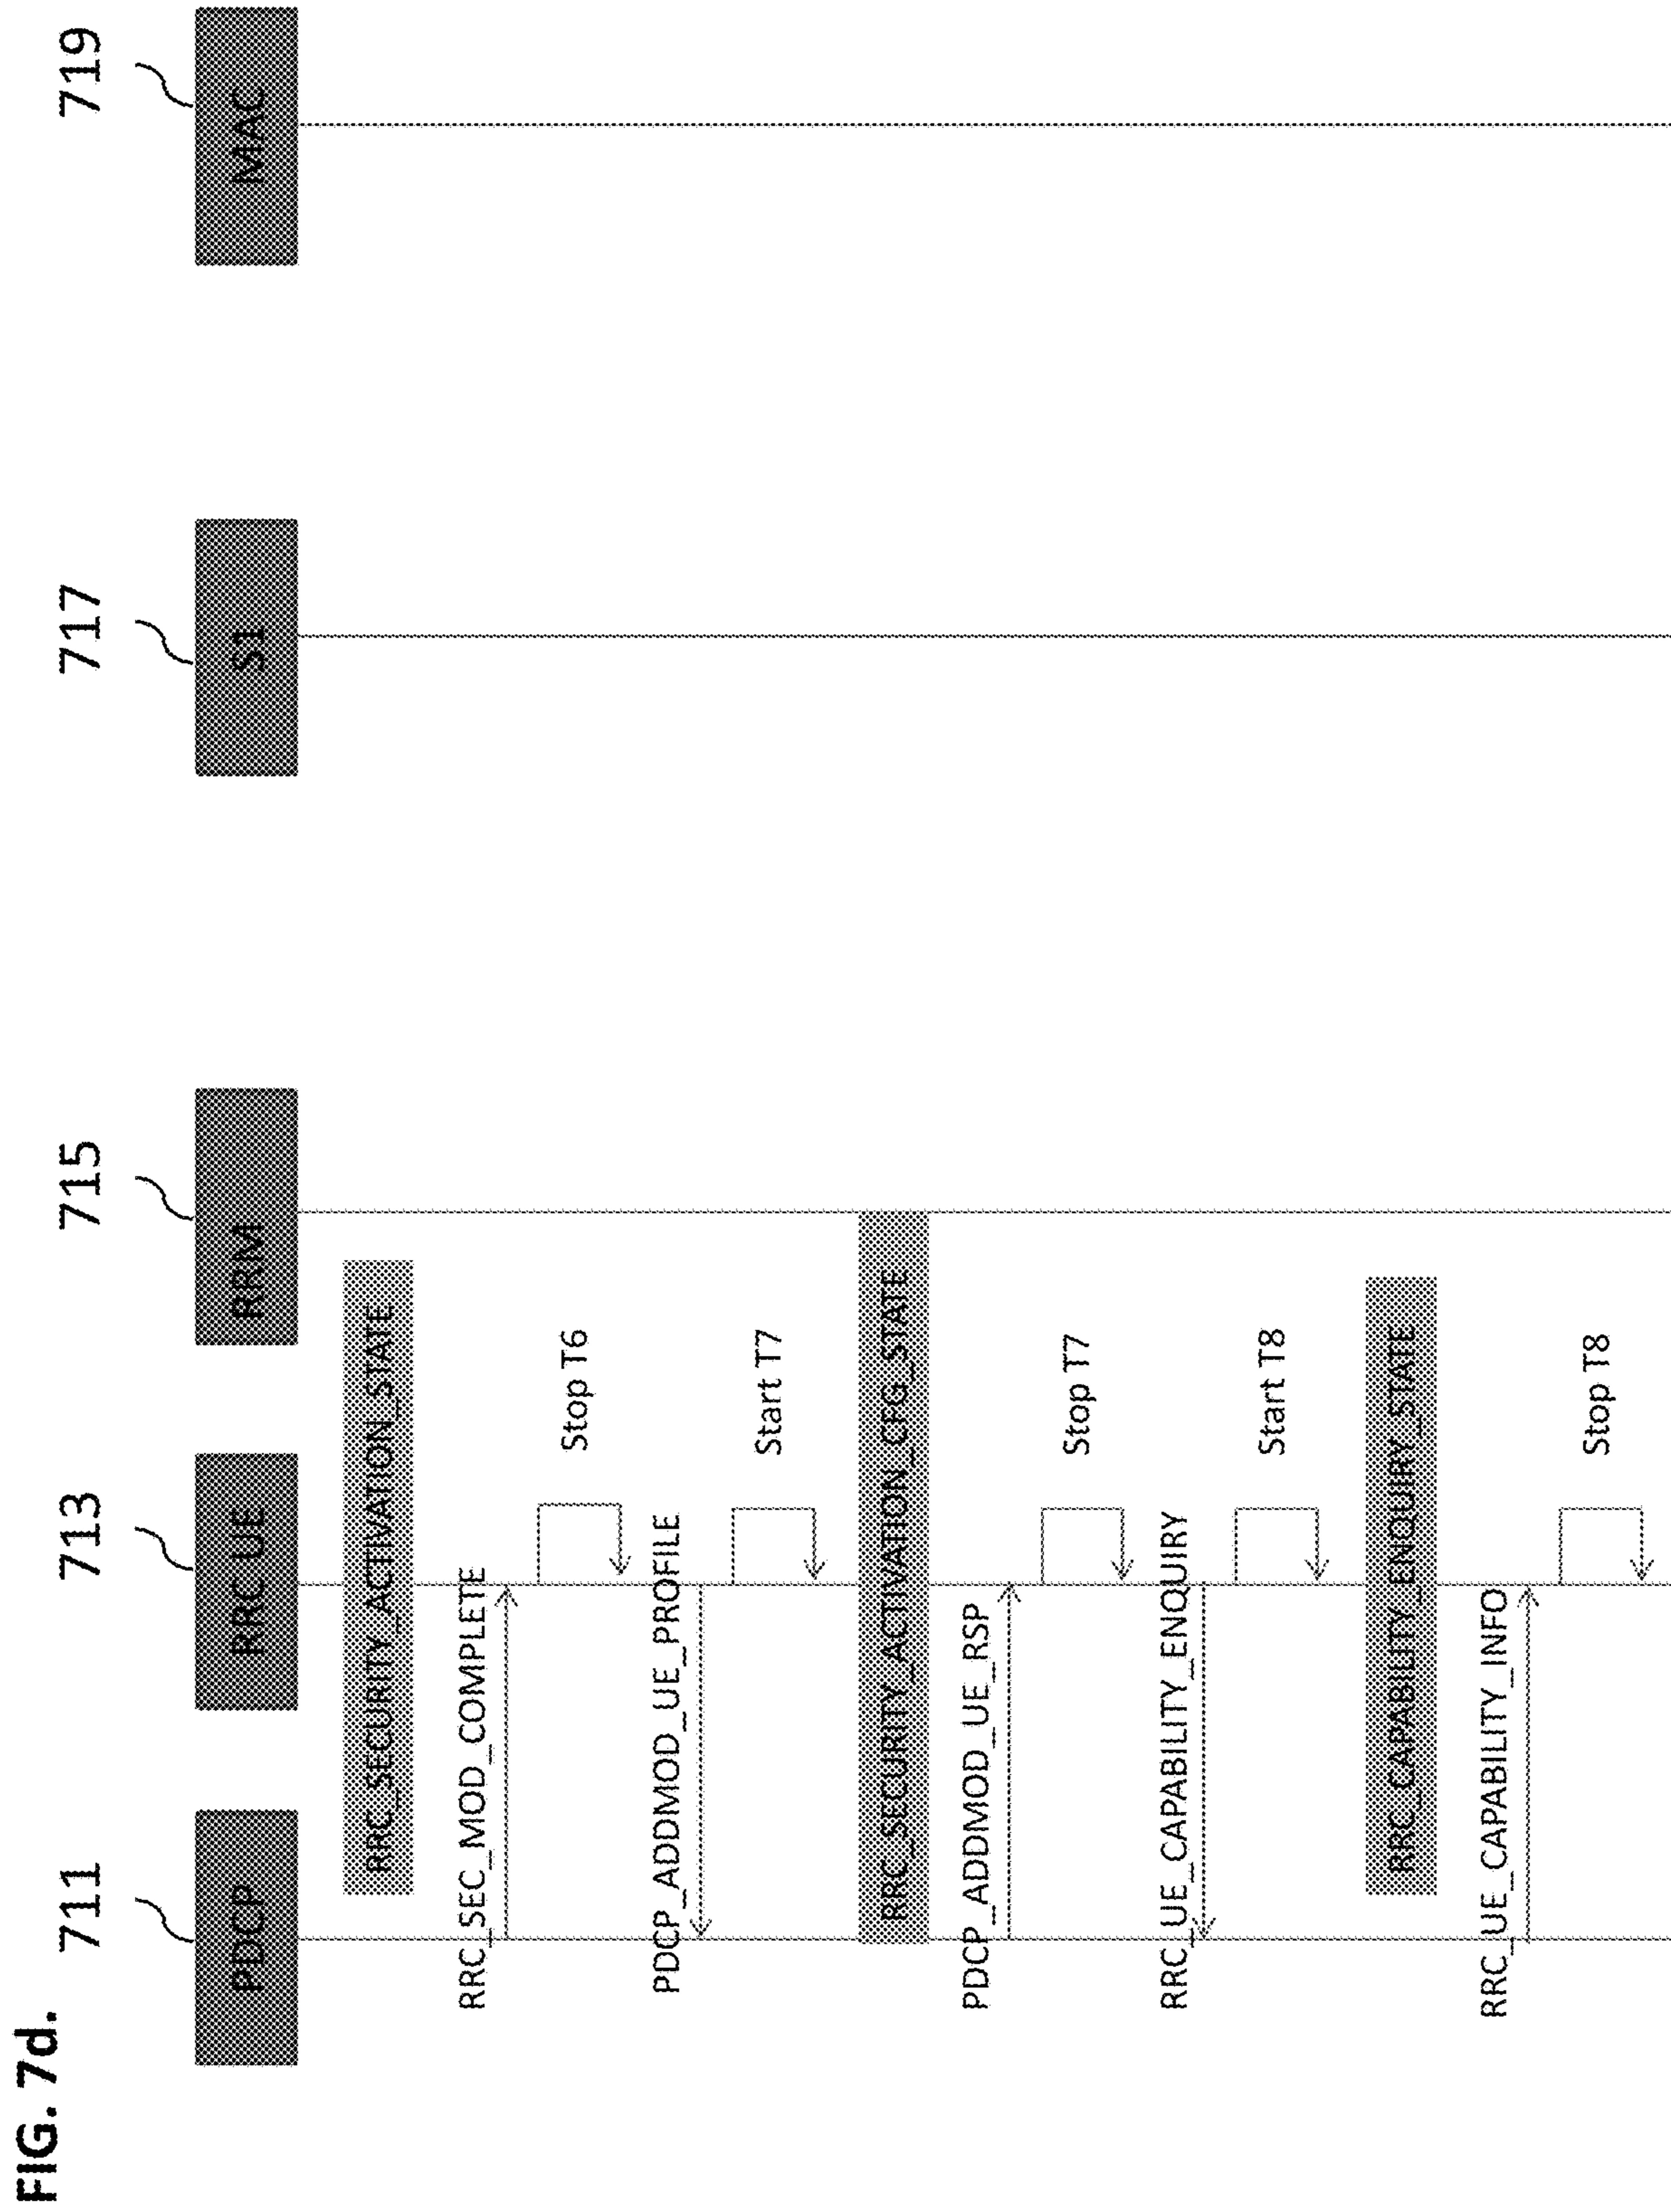 FIG. 7d.
711
713
715
717
719
PDCP
RRC UE
RRM
S1
MAC
RRC_SECURITY_ACTIVATION_STATE
RRC_SEC_MOD_COMPLETE
Stop T6
PDCP_ADDMOD_UE_PROFILE
Start T7
RRC_SECURITY_ACTIVATION_CFG_STATE
PDCP_ADDMOD_UE_RSP
Stop T7
RRC_UE_CAPABILITY_ENQUIRY
Start T8
RRC_CAPABILITY_ENQUIRY_STATE
RRC_UE_CAPABILITY_INFO
Stop T8